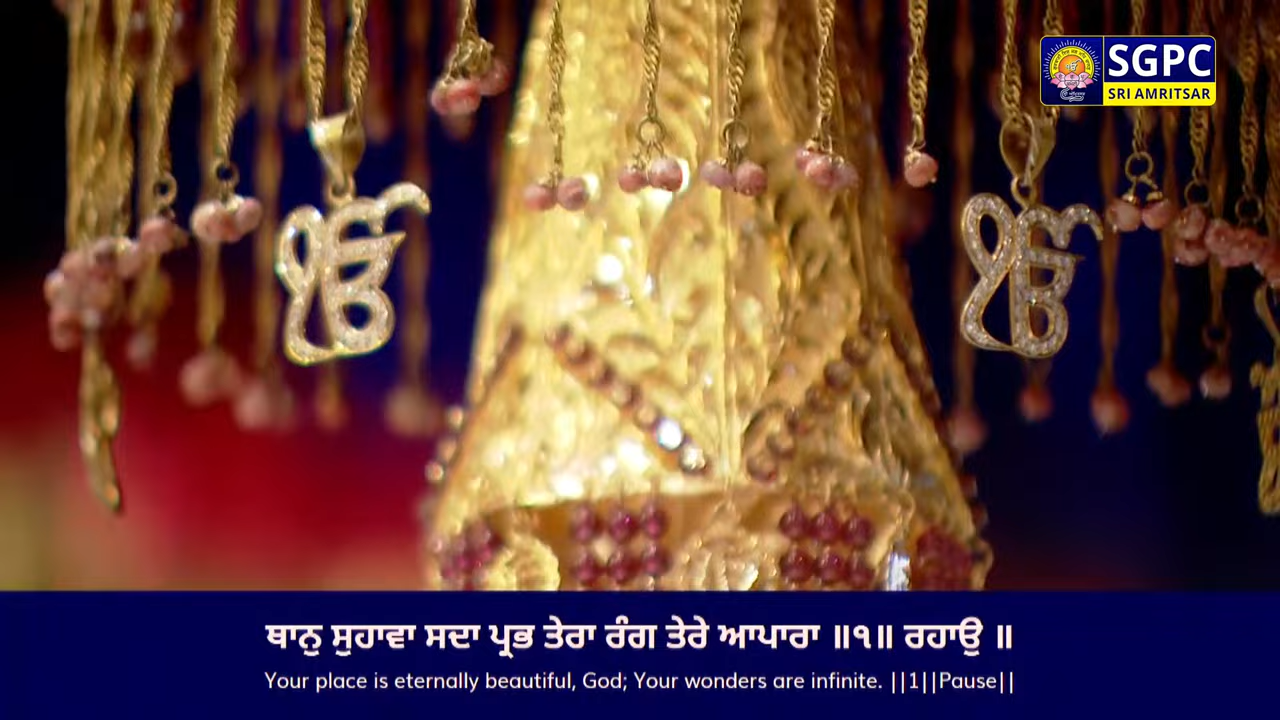 SGPC
SRI AMRITSAR
ਥਾਨੁ ਸੁਹਾਵਾ ਸਦਾ ਪ੍ਰਭ ਤੇਰਾ ਰੰਗ ਤੇਰੇ ਆਪਾਰਾ ॥੧॥ ਰਹਾਉ ॥
Your place is eternally beautiful, God; Your wonders are infinite. ||1||Pause||